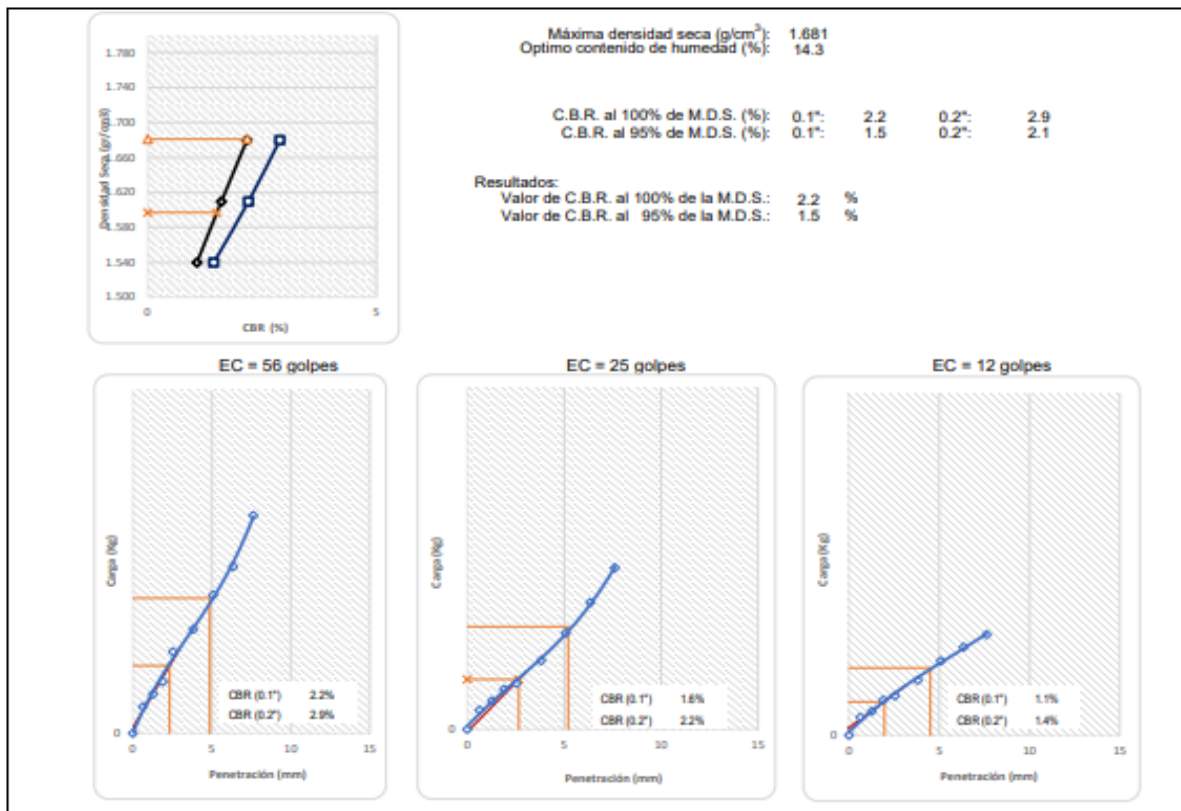 Máxima densidad seca (g/cm3): 1.681
Optimo contenido de humedad (%): 14.3
C.B.R. al 100% de M.D.S. (%): 0.1": 2.2 0.2": 2.9
C.B.R. al 95% de M.D.S. (%): 0.1": 1.5 0.2": 2.1
Resultados:
Valor de C.B.R. al 100% de la M.D.S.: 2.2 %
Valor de C.B.R. al 95% de la M.D.S.: 1.5 %
Densidad Seca (gr/cm3)
1.780
1.740
1.700
1.660
1.620
1.580
1.540
1.500
0 5
CBR (%)
EC = 56 golpes
Carga (Kg)
CBR (0.1") 2.2%
CBR (0.2") 2.9%
0
0 5 10 15
Penetración (mm)
EC = 25 golpes
Carga (Kg)
CBR (0.1") 1.6%
CBR (0.2") 2.2%
0
0 5 10 15
Penetración (mm)
EC = 12 golpes
Carga (Kg)
CBR (0.1") 1.1%
CBR (0.2") 1.4%
0
0 5 10 15
Penetración (mm)